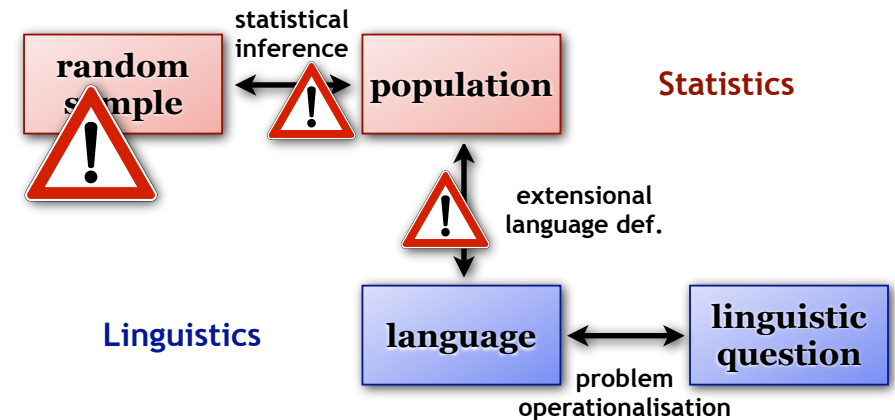 statistical
inference
random
sample
population
Statistics
extensional
language def.
Linguistics
language
linguistic
question
problem
operationalisation